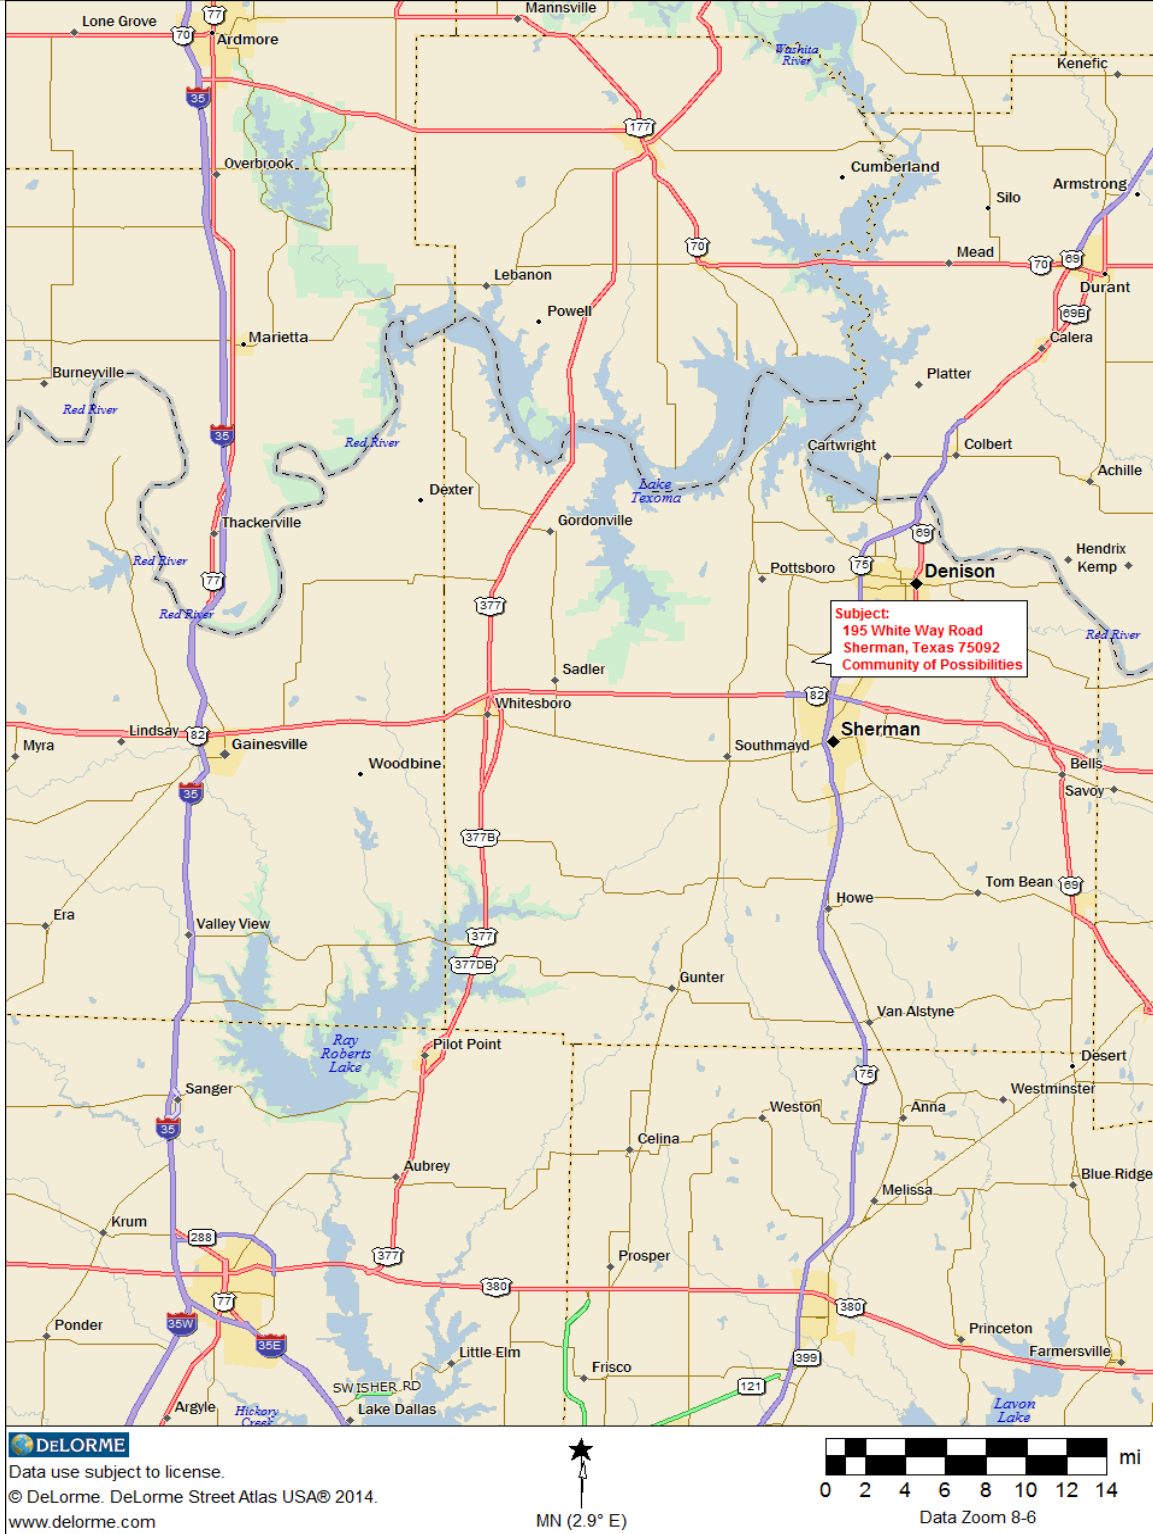 Mannsville
Lone Grove
77
70
Ardmore
Washita
River
Kenefic
35
177
Overbrook
Cumberland
Armstrong
Silo
70
Mead
70
69
Lebanon
Durant
Powell
69B
Marietta
Calera
Burneyville
Platter
Red River
35
Red River
Cartwright
Colbert
Achille
Dexter
Lake
Texoma
Thackerville
Gordonville
69
Red River
Hendrix
Kemp
75
Pottsboro
Denison
77
377
Red River
Subject:
195 White Way Road
Sherman, Texas 75092
Community of Possibilities
Red River
Sadler
82
Whitesboro
Lindsay
82
Sherman
Myra
Gainesville
Southmayd
Woodbine
Bells
35
Savoy
377B
Tom Bean
69
Howe
Era
Valley View
377
377DB
Gunter
Van Alstyne
Ray
Roberts
Lake
Pilot Point
Desert
75
Sanger
Westminster
Weston
Anna
35
Celina
Aubrey
Blue Ridge
Melissa
Krum
288
377
Prosper
380
77
380
35W
Ponder
Princeton
35E
Little Elm
399
Farmersville
Frisco
121
SWISHER RD
Argyle
Hickory
Creek
Lake Dallas
Lavon
Lake
DELORME
Data use subject to license.
© DeLorme. DeLorme Street Atlas USA® 2014.
www.delorme.com
MN (2.9° E)
mi
0 2 4 6 8 10 12 14
Data Zoom 8-6